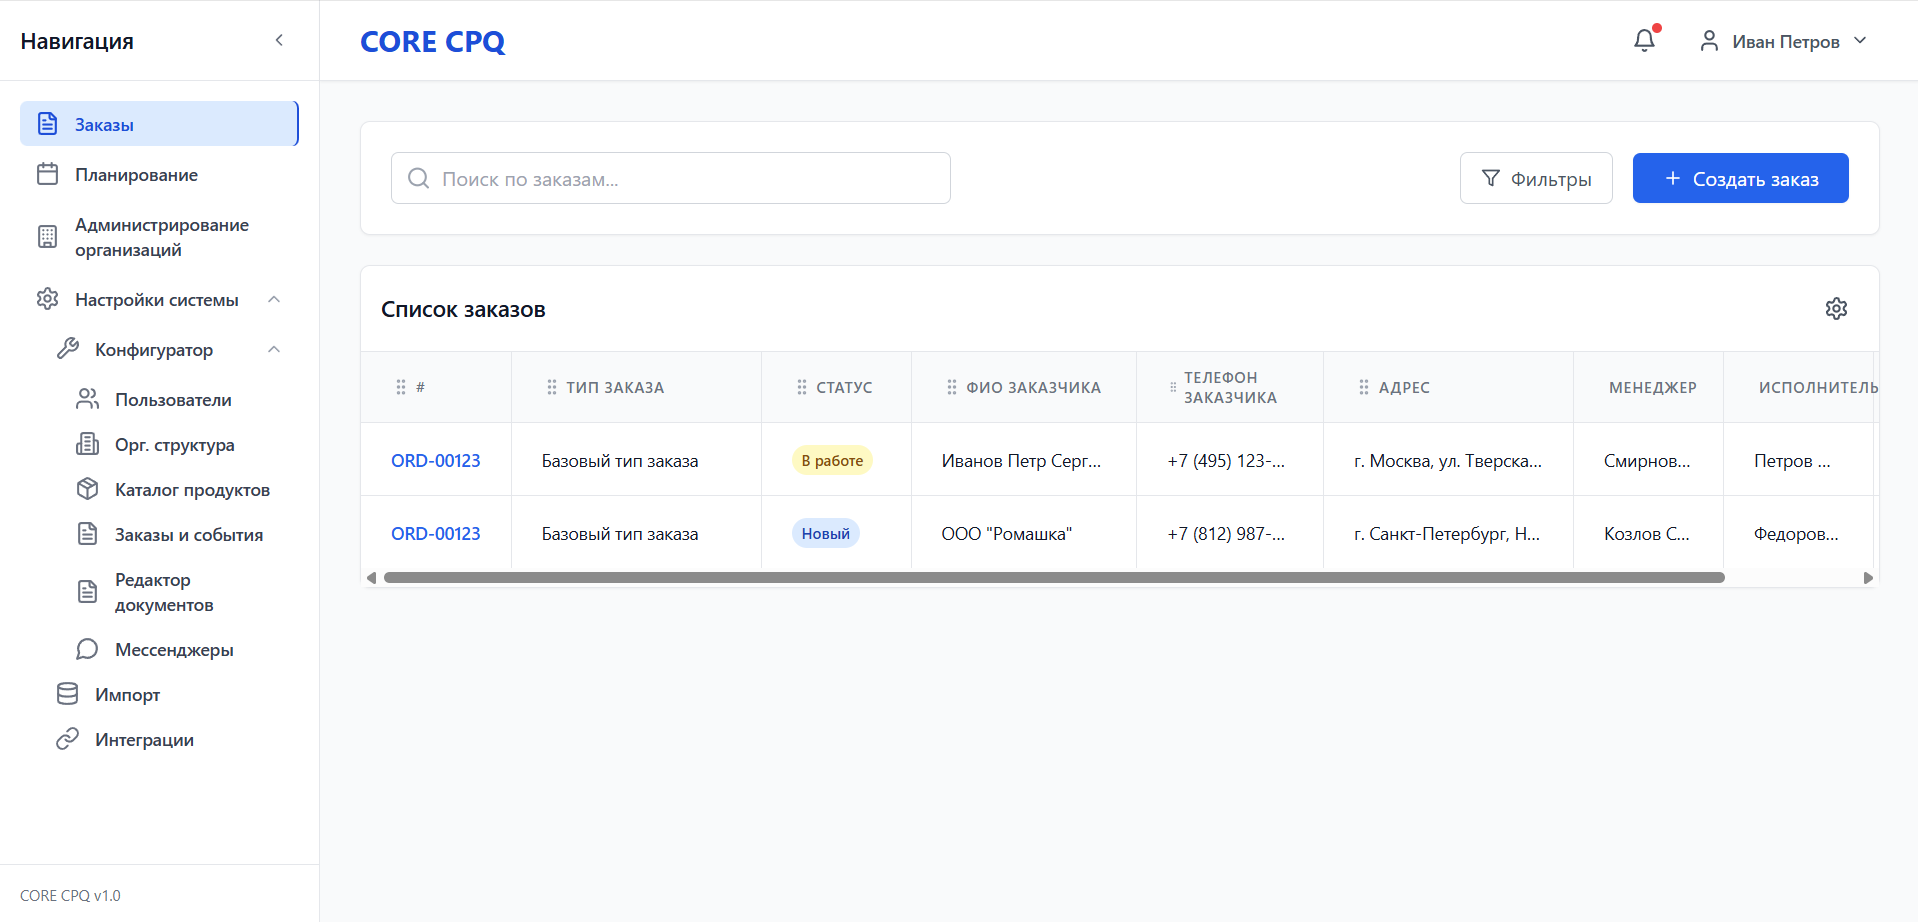 Навигация
CORE CPQ
Иван Петров
Заказы
Планирование
Администрирование
организаций
Настройки системы
Конфигуратор
Пользователи
Орг. структура
Каталог продуктов
Заказы и события
Редактор
документов
Мессенджеры
Импорт
Интеграции
CORE CPQ v1.0
Поиск по заказам...
Фильтры
+ Создать заказ
Список заказов
# ТИП ЗАКАЗА СТАТУС ФИО ЗАКАЗЧИКА ТЕЛЕФОН ЗАКАЗЧИКА АДРЕС МЕНЕДЖЕР ИСПОЛНИТЕЛЬ
ORD-00123 Базовый тип заказа В работе Иванов Петр Серг... +7 (495) 123-... г. Москва, ул. Тверска... Смирнов... Петров ...
ORD-00123 Базовый тип заказа Новый ООО "Ромашка" +7 (812) 987-... г. Санкт-Петербург, Н... Козлов С... Федоров...